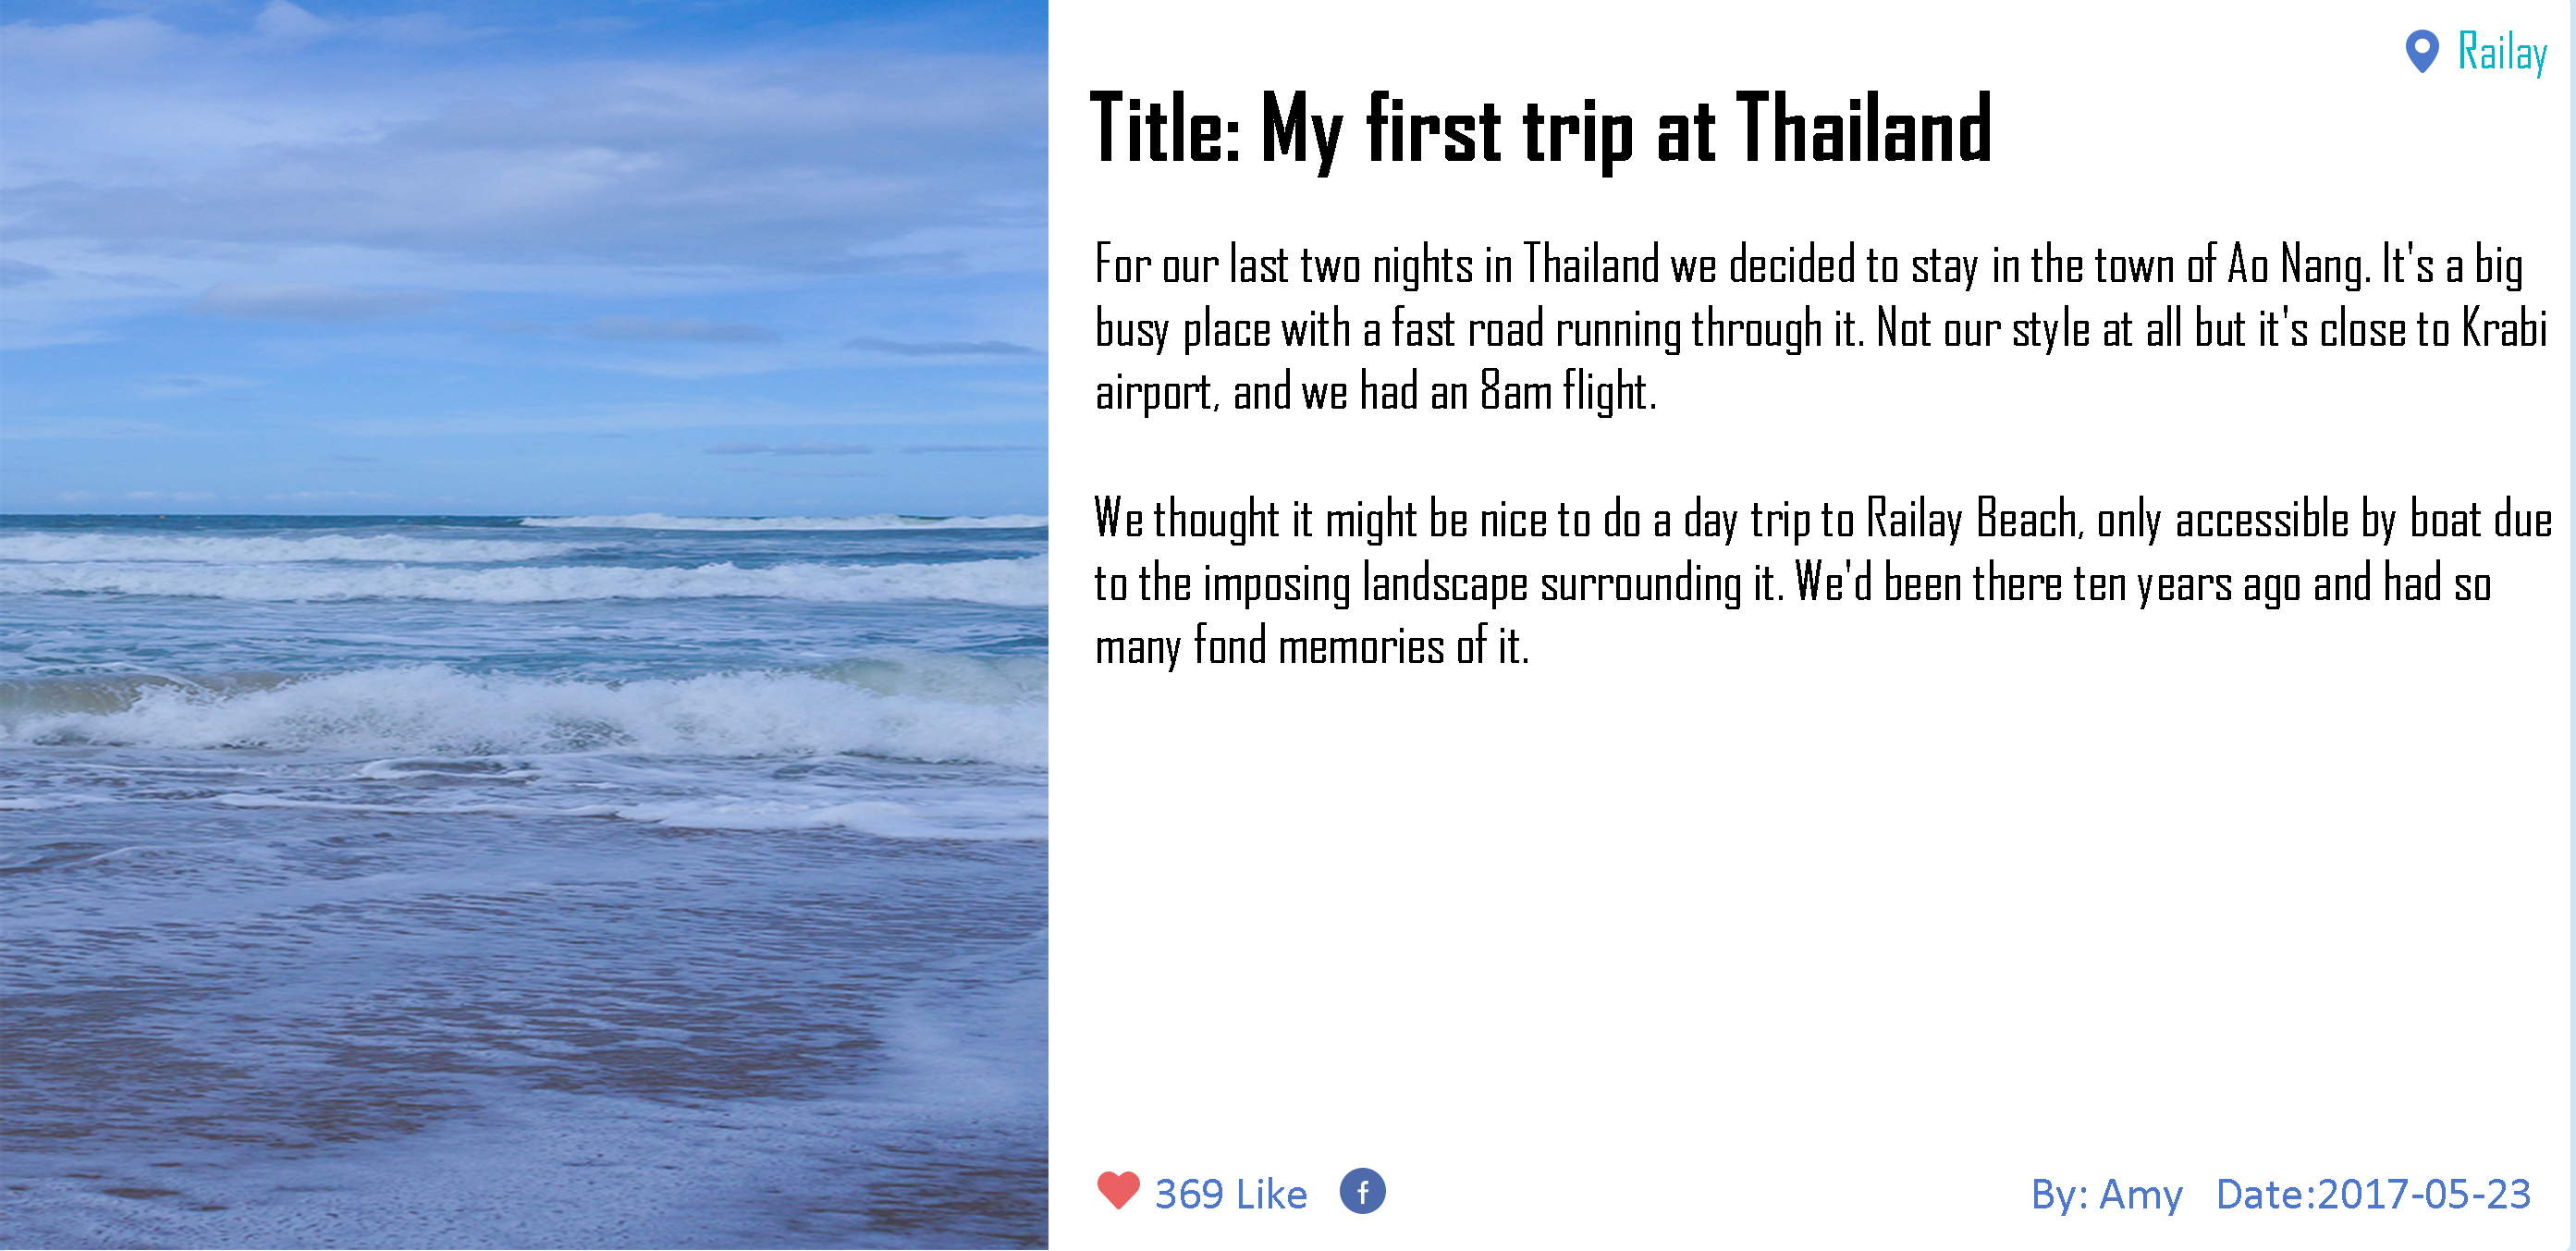 Railay
Title: My first trip at Thailand
For our last two nights in Thailand we decided to stay in the town of Ao Nang. It's a big
busy place with a fast road running through it. Not our style at all but it's close to Krabi
airport, and we had an 8am flight.
We thought it might be nice to do a day trip to Railay Beach, only accessible by boat due
to the imposing landscape surrounding it. We'd been there ten years ago and had so
many fond memories of it.
369 Like f
By: Amy Date:2017-05-23